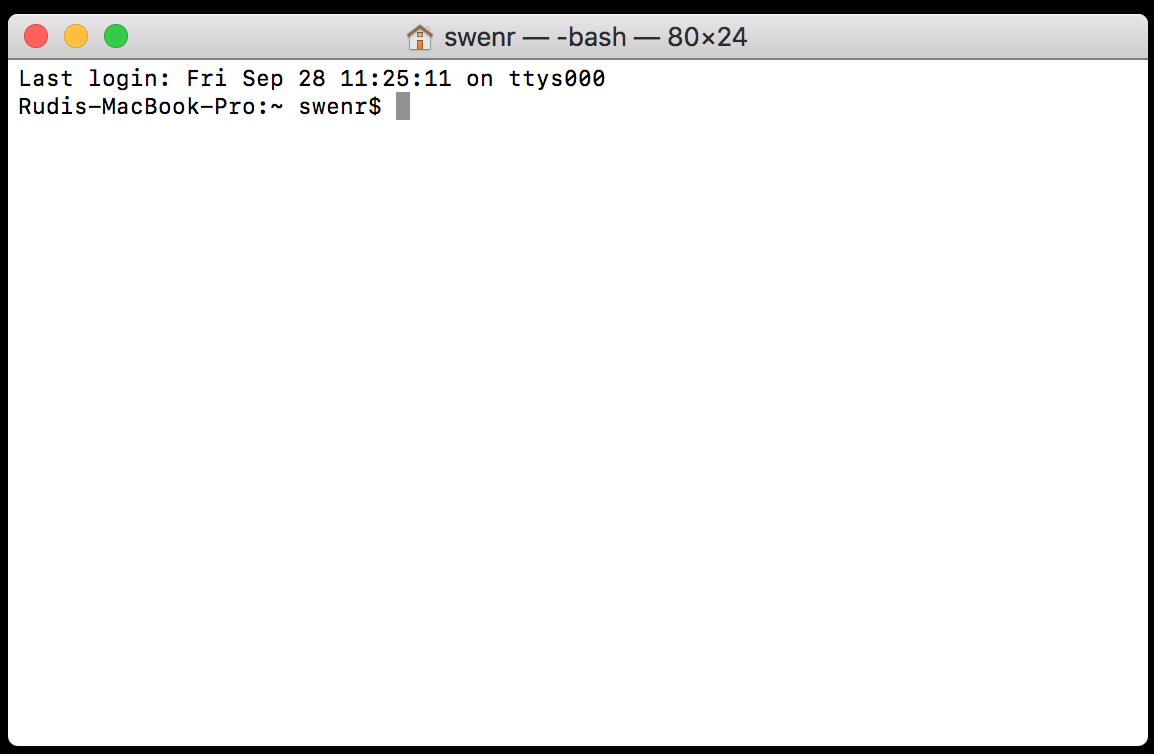 swenr — -bash — 80×24
Last login: Fri Sep 28 11:25:11 on ttys000
Rudis-MacBook-Pro:~ swenr$